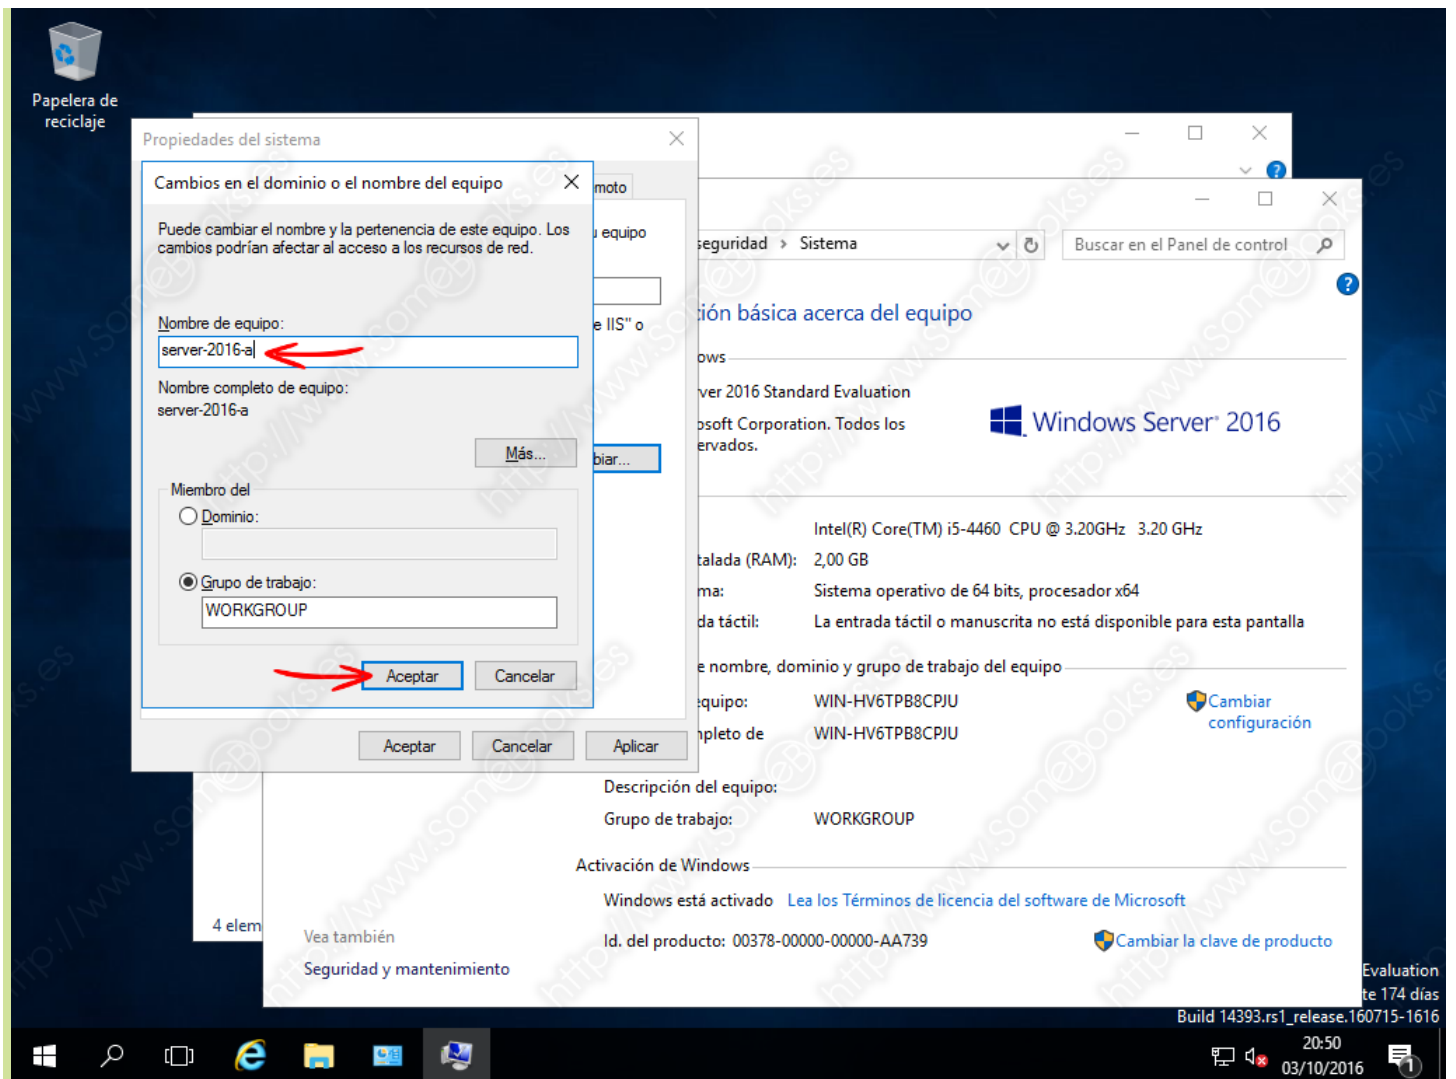 Papelera de
reciclaje
Propiedades del sistema
Cambios en el dominio o el nombre del equipo
moto
Puede cambiar el nombre y la pertenencia de este equipo. Los
cambios podrían afectar al acceso a los recursos de red.
u equipo
Nombre de equipo:
e IIS" o
server-2016-a
Nombre completo de equipo:
server-2016-a
Más...
biar...
Miembro del
Dominio:
Grupo de trabajo:
WORKGROUP
Aceptar
Cancelar
Aceptar
Cancelar
Aplicar
seguridad > Sistema
Buscar en el Panel de control
ión básica acerca del equipo
ows
ver 2016 Standard Evaluation
osoft Corporation. Todos los
ervados.
Windows Server® 2016
Intel(R) Core(TM) i5-4460 CPU @ 3.20GHz 3.20 GHz
talada (RAM): 2,00 GB
ma: Sistema operativo de 64 bits, procesador x64
da táctil: La entrada táctil o manuscrita no está disponible para esta pantalla
e nombre, dominio y grupo de trabajo del equipo
equipo: WIN-HV6TPB8CPJU
npleto de WIN-HV6TPB8CPJU
Cambiar
configuración
Descripción del equipo:
Grupo de trabajo: WORKGROUP
Activación de Windows
Windows está activado Lea los Términos de licencia del software de Microsoft
Id. del producto: 00378-00000-00000-AA739
Cambiar la clave de producto
4 elem
Vea también
Seguridad y mantenimiento
Evaluation
te 174 días
Build 14393.rs1_release.160715-1616
20:50
03/10/2016
1
http://www.SomeBooks.es